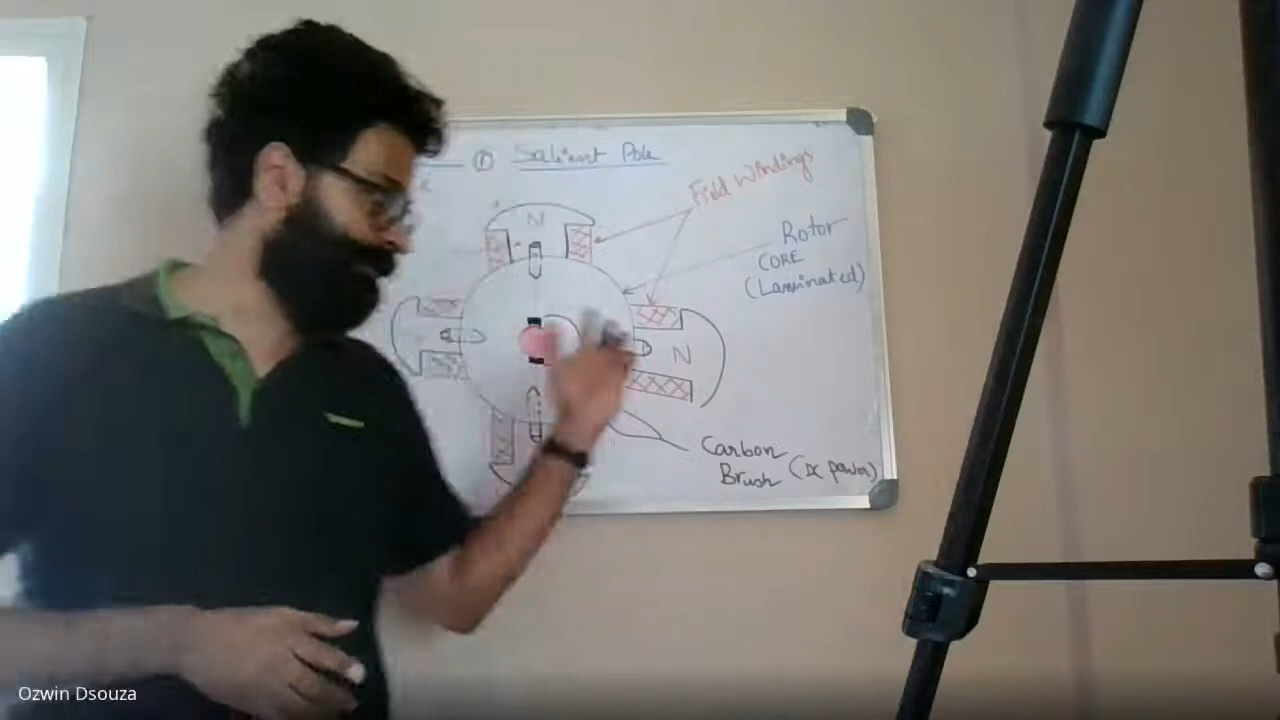 ① Salient Pole
Field Windings
N
Rotor
CORE
(Laminated)
N
Carbon
Brush (DC power)
Ozwin Dsouza